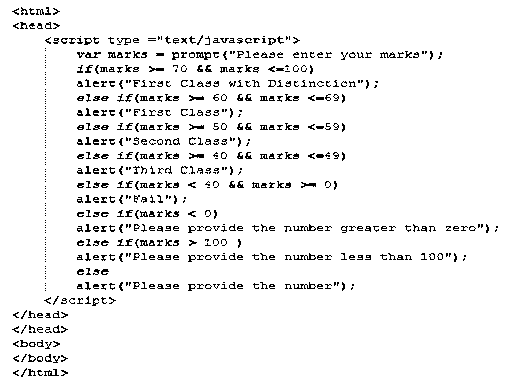 <html>
<head>
<script type ="text/javascript">
var marks = prompt("Please enter your marks");
if(marks >= 70 && marks <=100)
alert("First Class with Distinction");
else if(marks >= 60 && marks <=69)
alert("First Class");
else if(marks >= 50 && marks <=59)
alert("Second Class");
else if(marks >= 40 && marks <=49)
alert("Third Class");
else if(marks < 40 && marks >= 0)
alert("Fail");
else if(marks < 0)
alert("Please provide the number greater than zero");
else if(marks > 100 )
alert("Please provide the number less than 100");
else
alert("Please provide the number");
</script>
</head>
</head>
<body>
</body>
</html>